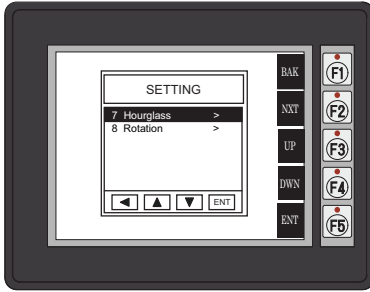 SETTING
7 Hourglass >
8 Rotation >
ENT
BAK
NXT
UP
DWN
ENT
F1
F2
F3
F4
F5